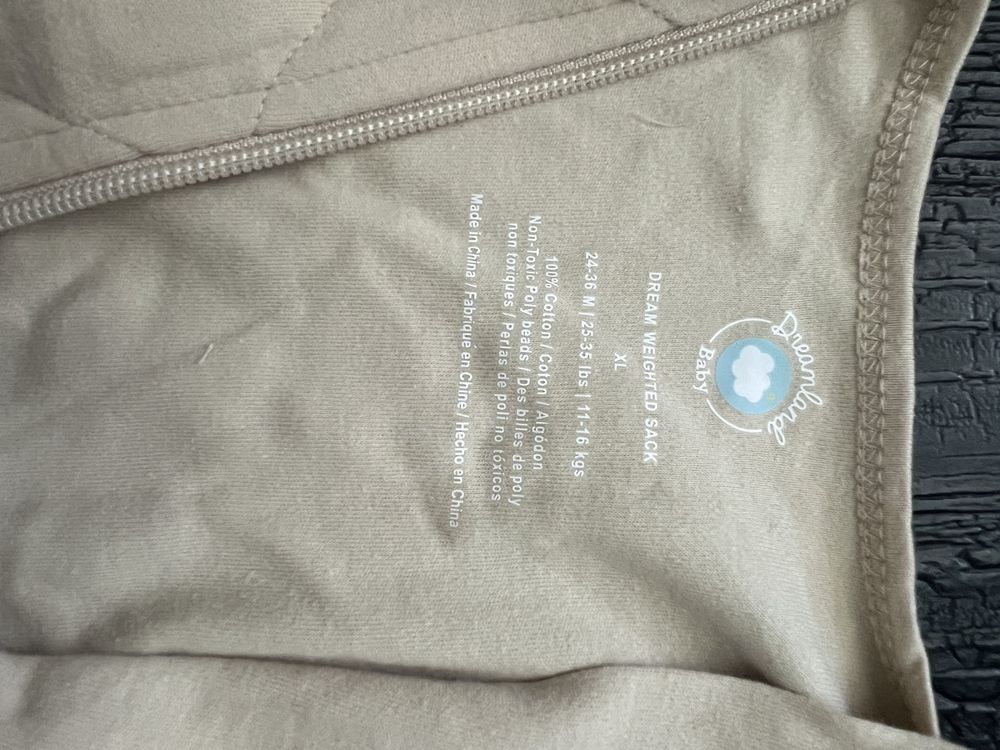 Dreamland
Baby
DREAM WEIGHTED SACK
XL
24-36 M | 25-35 lbs | 11-16 kgs
100% Cotton / Coton / Algódon
Non-Toxic Poly beads / Des billes de poly
non toxiques / Perlas de poli no tóxicos
Made in China / Fabriqué en Chine / Hecho en China